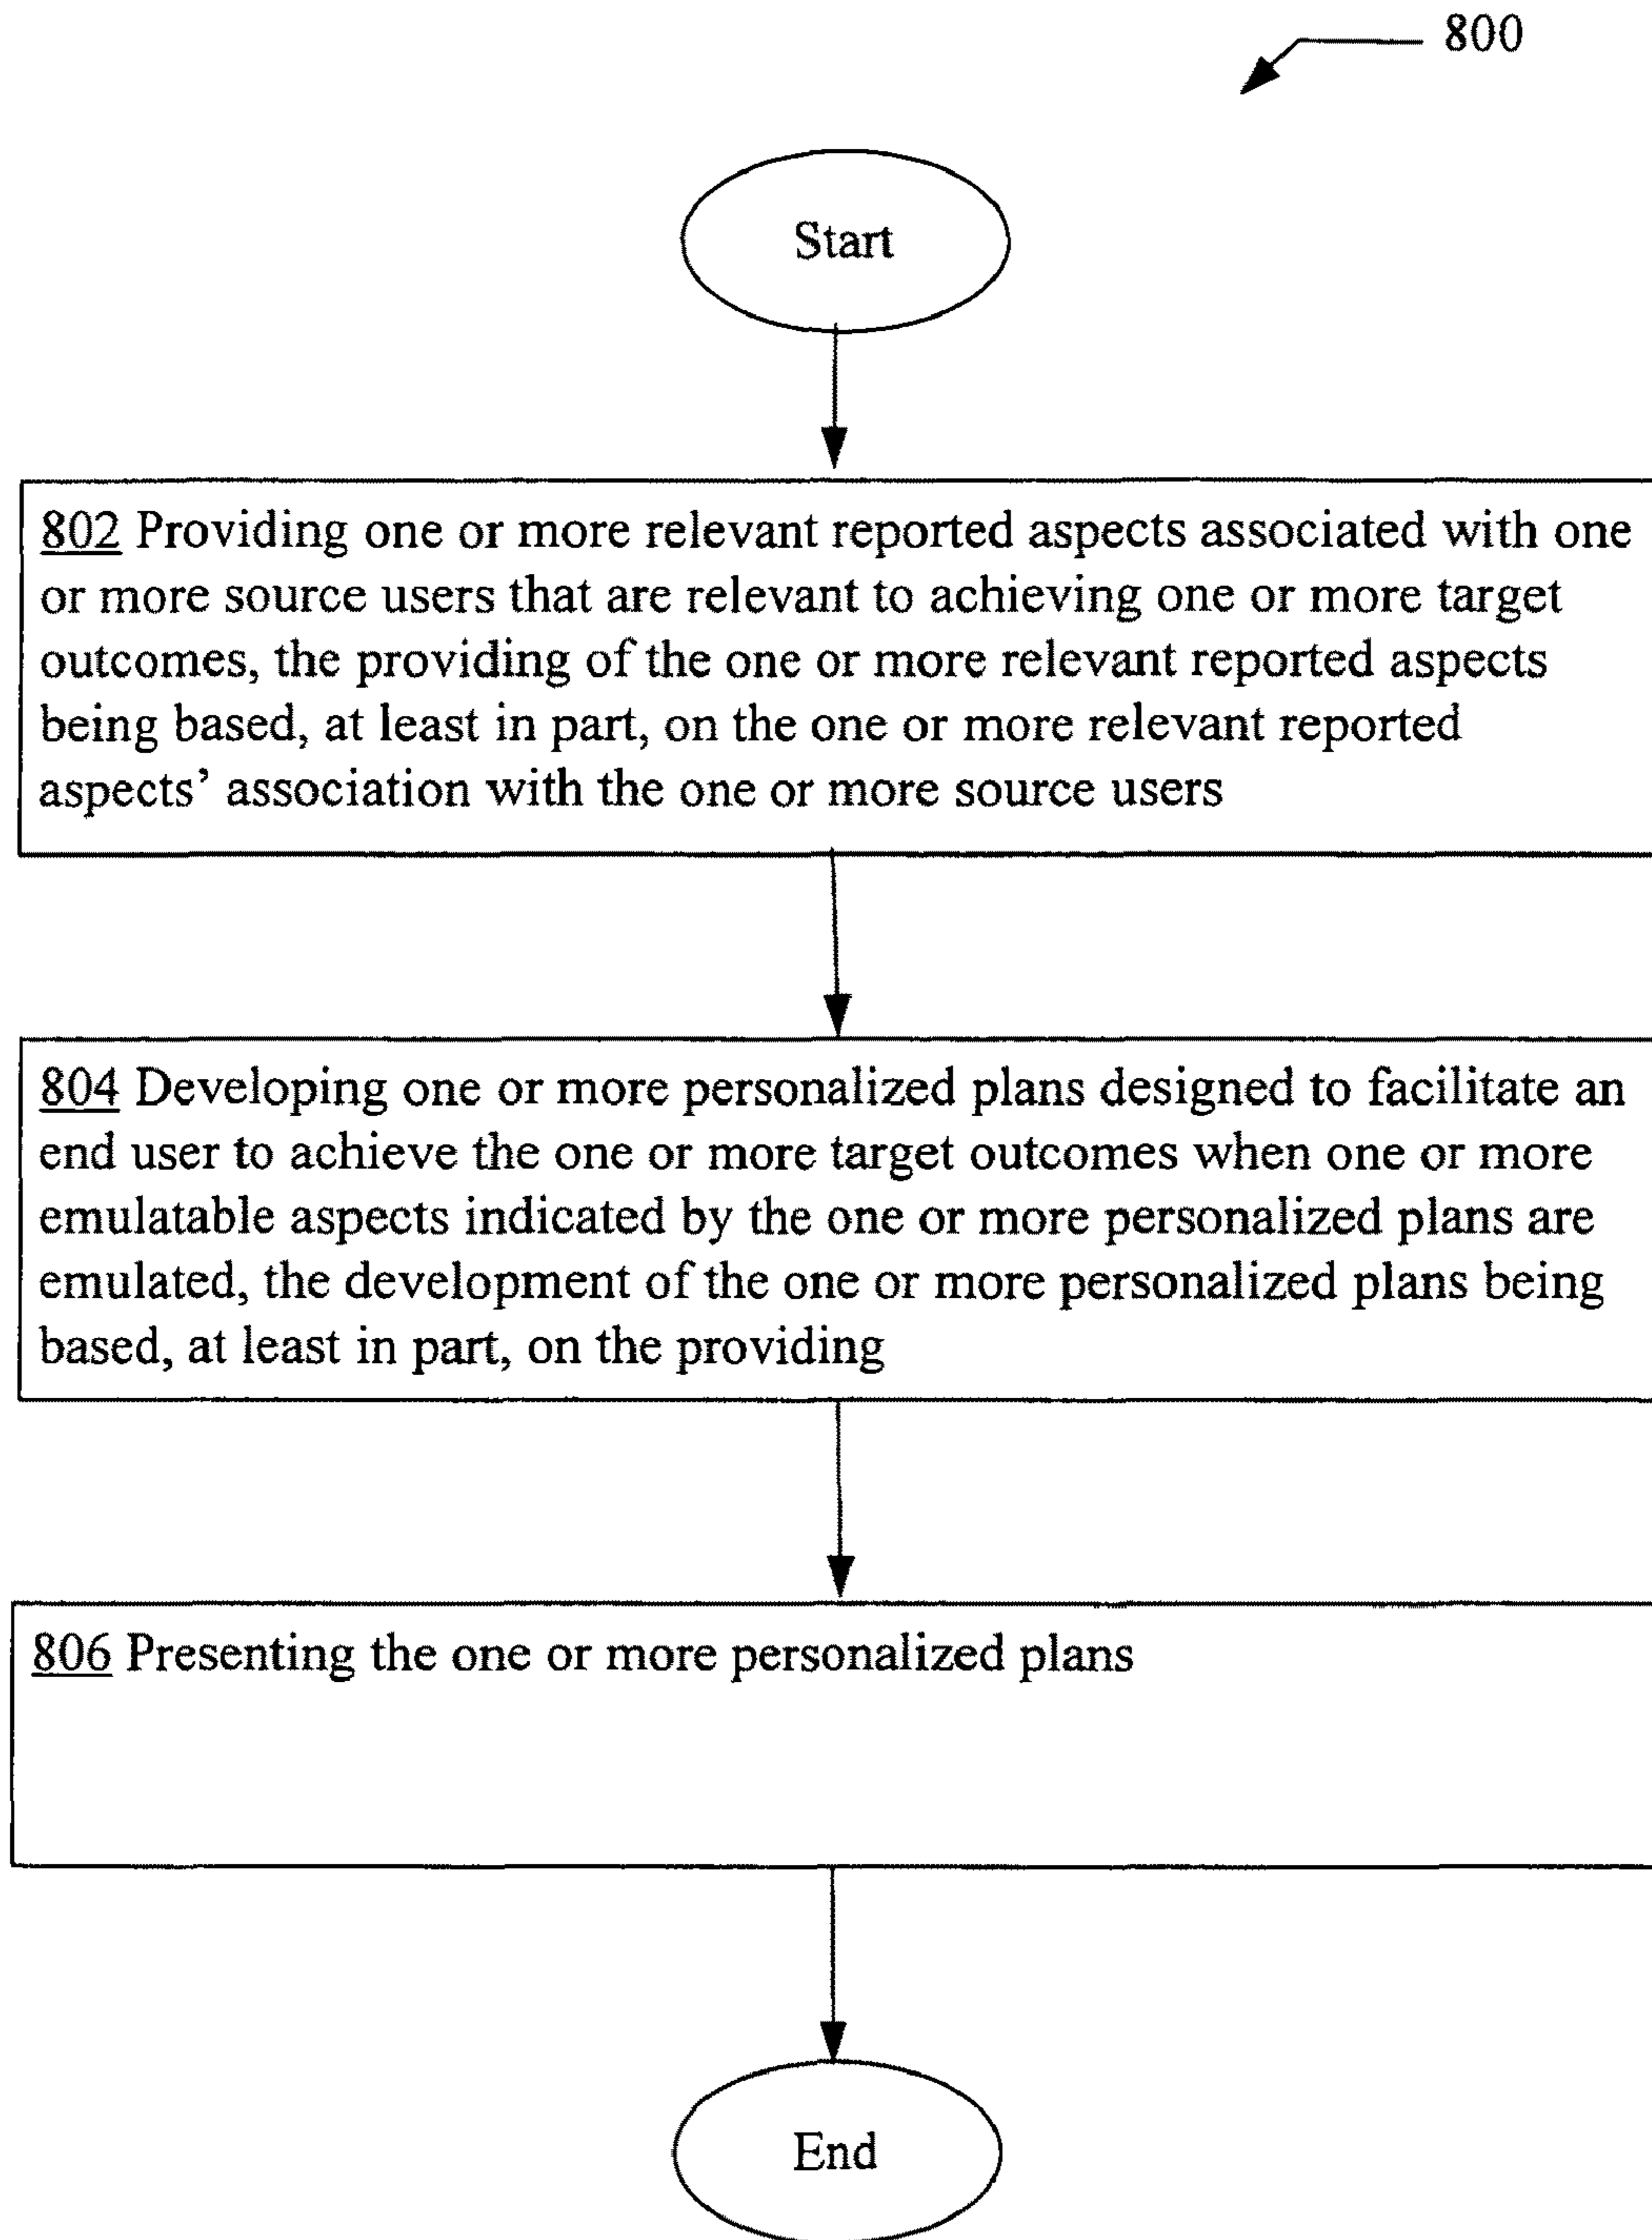 800
Start
802 Providing one or more relevant reported aspects associated with one
or more source users that are relevant to achieving one or more target
outcomes, the providing of the one or more relevant reported aspects
being based, at least in part, on the one or more relevant reported
aspects’ association with the one or more source users
804 Developing one or more personalized plans designed to facilitate an
end user to achieve the one or more target outcomes when one or more
emulatable aspects indicated by the one or more personalized plans are
emulated, the development of the one or more personalized plans being
based, at least in part, on the providing
806 Presenting the one or more personalized plans
End